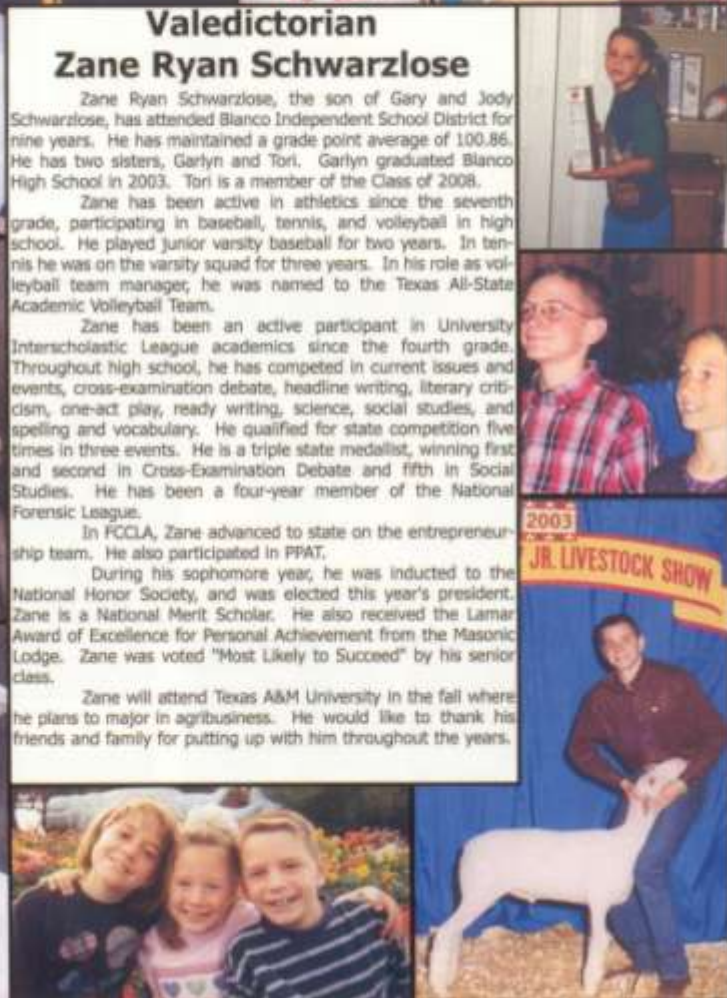 Valedictorian
Zane Ryan Schwarzlose
Zane Ryan Schwarzlose, the son of Gary and Jody
Schwarzlose, has attended Blanco Independent School District for
nine years. He has maintained a grade point average of 100.86.
He has two sisters, Garlyn and Tori. Garlyn graduated Blanco
High School in 2003. Tori is a member of the Class of 2008.
Zane has been active in athletics since the seventh
grade, participating in baseball, tennis, and volleyball in high
school. He played junior varsity baseball for two years. In ten-
nis he was on the varsity squad for three years. In his role as vol-
leyball team manager, he was named to the Texas All-State
Academic Volleyball Team.
Zane has been an active participant in University
Interscholastic League academics since the fourth grade.
Throughout high school, he has competed in current issues and
events, cross-examination debate, headline writing, literary criti-
cism, one-act play, ready writing, science, social studies, and
spelling and vocabulary. He qualified for state competition five
times in three events. He is a triple state medallist, winning first
and second in Cross-Examination Debate and fifth in Social
Studies. He has been a four-year member of the National
Forensic League.
In FCCLA, Zane advanced to state on the entrepreneur-
ship team. He also participated in PPAT.
During his sophomore year, he was inducted to the
National Honor Society, and was elected this year's president.
Zane is a National Merit Scholar. He also received the Lamar
Award of Excellence for Personal Achievement from the Masonic
Lodge. Zane was voted "Most Likely to Succeed" by his senior
class.
Zane will attend Texas A&M University in the fall where
he plans to major in agribusiness. He would like to thank his
friends and family for putting up with him throughout the years.
2003
JR. LIVESTOCK SHOW